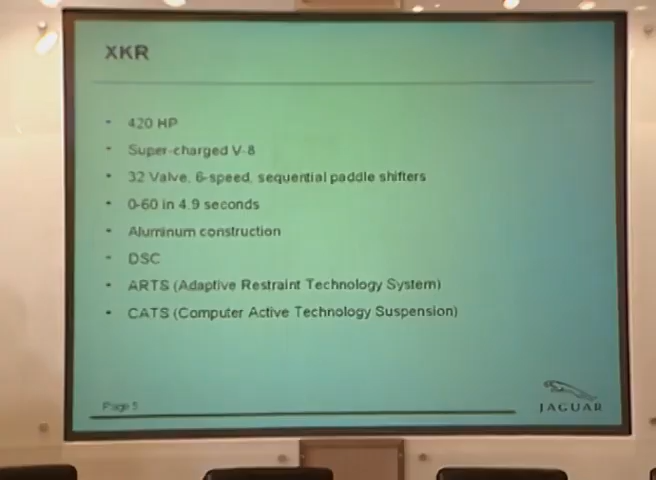 XKR
• 420 HP
• Super-charged V-8
• 32 Valve, 6-speed, sequential paddle shifters
• 0-60 in 4.9 seconds
• Aluminum construction
• DSC
• ARTS (Adaptive Restraint Technology System)
• CATS (Computer Active Technology Suspension)
Page 5
JAGUAR